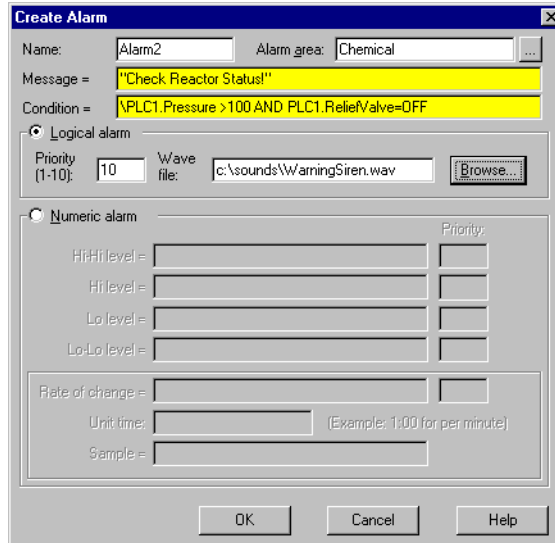 Create Alarm
Name: Alarm2 Alarm area: Chemical ...
Message = "Check Reactor Status!"
Condition = \PLC1.Pressure >100 AND PLC1.ReliefValve=OFF
Logical alarm
Priority (1-10): 10 Wave file: c:\sounds\WarningSiren.wav Browse...
Numeric alarm
Priority:
Hi-Hi level =
Hi level =
Lo level =
Lo-Lo level =
Rate of change =
Unit time: (Example: 1:00 for per minute)
Sample =
OK Cancel Help